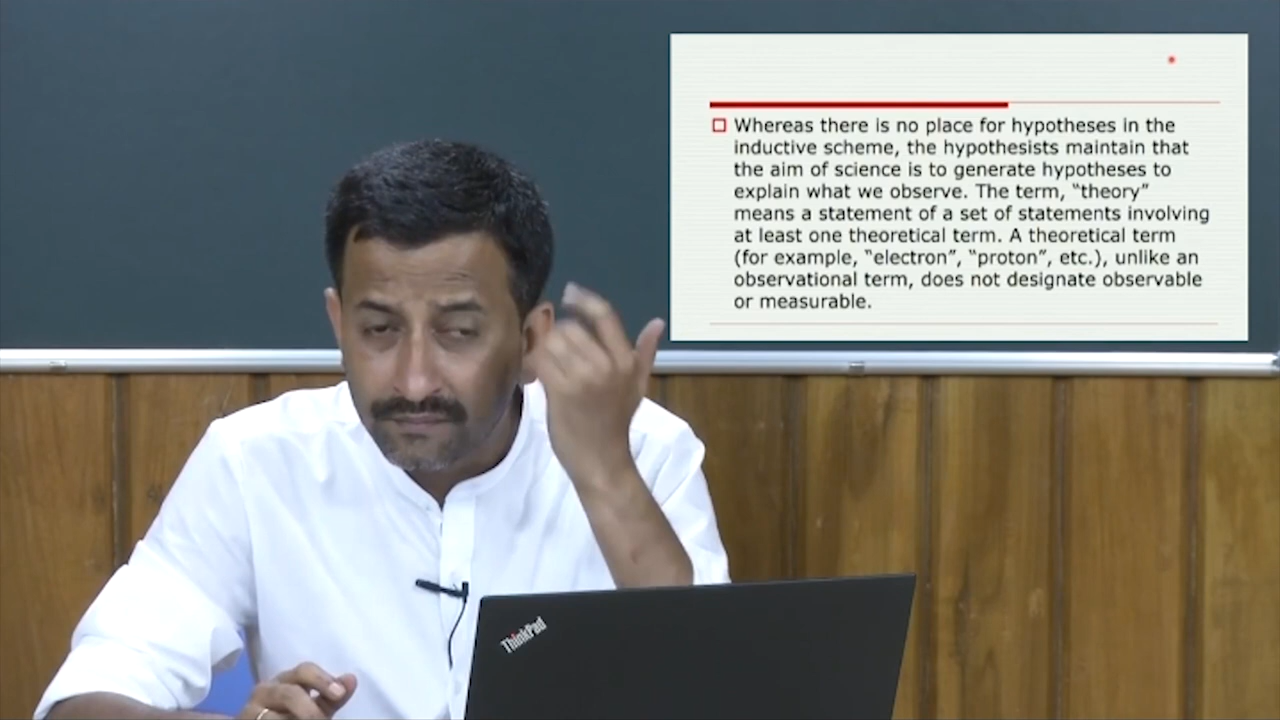 Whereas there is no place for hypotheses in the
inductive scheme, the hypothesists maintain that
the aim of science is to generate hypotheses to
explain what we observe. The term, “theory”
means a statement of a set of statements involving
at least one theoretical term. A theoretical term
(for example, “electron”, “proton”, etc.), unlike an
observational term, does not designate observable
or measurable.
ThinkPad